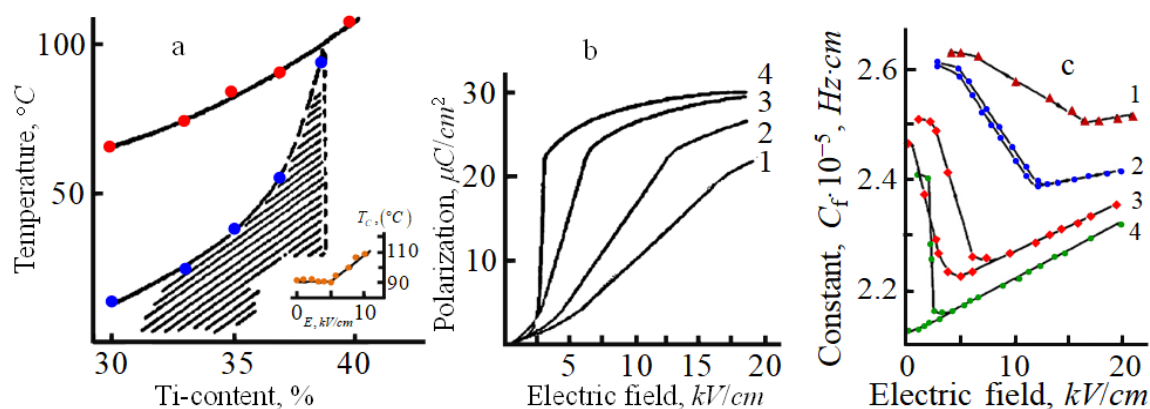 a
Temperature, °C
100
50
30
35
40
Ti-content, %
T_C, (°C)
110
90
0
10
E, kV/cm
b
Polarization, μC/cm²
30
20
10
5
10
15
20
Electric field, kV/cm
4
3
2
1
c
Constant, C_f·10⁻⁵, Hz·cm
2.6
2.4
2.2
0
10
20
Electric field, kV/cm
1
2
3
4